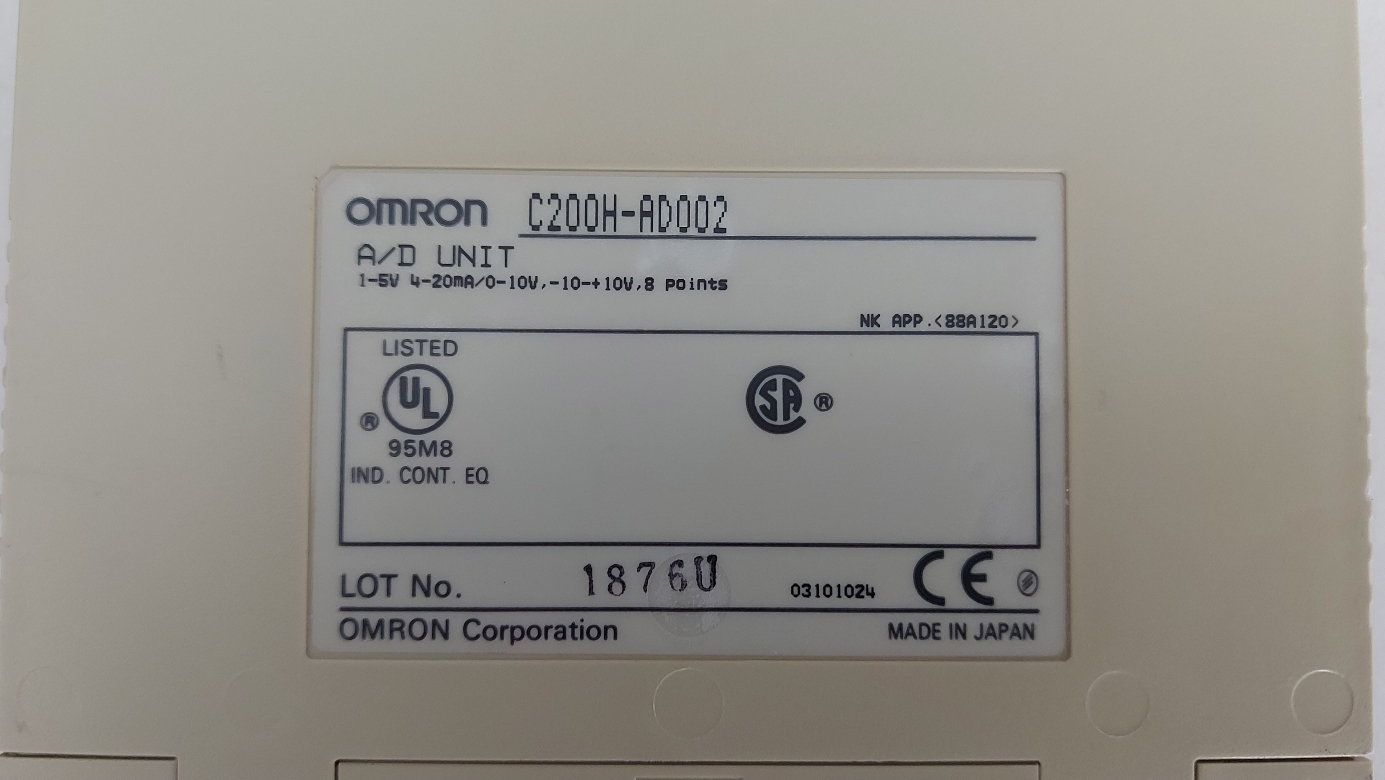 OMRON C200H-AD002
A/D UNIT
1-5V 4-20mA/0-10V,-10-+10V,8 points
NK APP.<88A120>
LISTED
UL
®
95M8
IND. CONT. EQ
SA ®
LOT No. 1876U 03101024 CE
OMRON Corporation MADE IN JAPAN